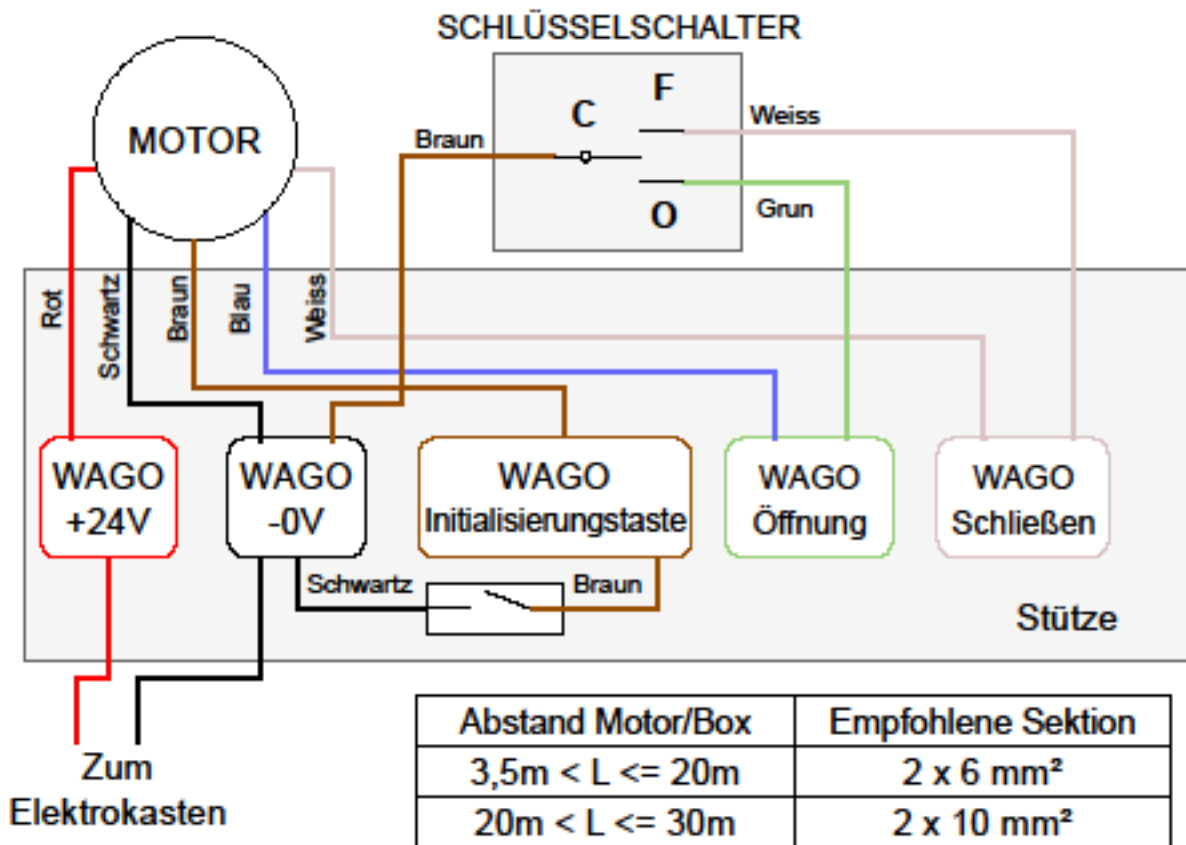 SCHLÜSSELSCHALTER
MOTOR
C
F
O
Braun
Weiss
Grun
Rot
Schwartz
Braun
Blau
Weiss
WAGO
+24V
WAGO
-0V
WAGO
Initialisierungstaste
WAGO
Öffnung
WAGO
Schließen
Schwartz
Braun
Stütze
Zum
Elektrokasten
Abstand Motor/Box Empfohlene Sektion
3,5m < L <= 20m 2 x 6 mm²
20m < L <= 30m 2 x 10 mm²